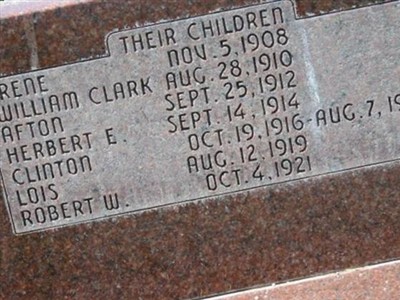 THEIR CHILDREN
RENE NOV. 5, 1908
WILLIAM CLARK AUG. 28, 1910
AFTON SEPT. 25, 1912
HERBERT E. SEPT. 14, 1914
CLINTON OCT. 19, 1916-AUG. 7, 19
LOIS AUG. 12, 1919
ROBERT W. OCT. 4, 1921